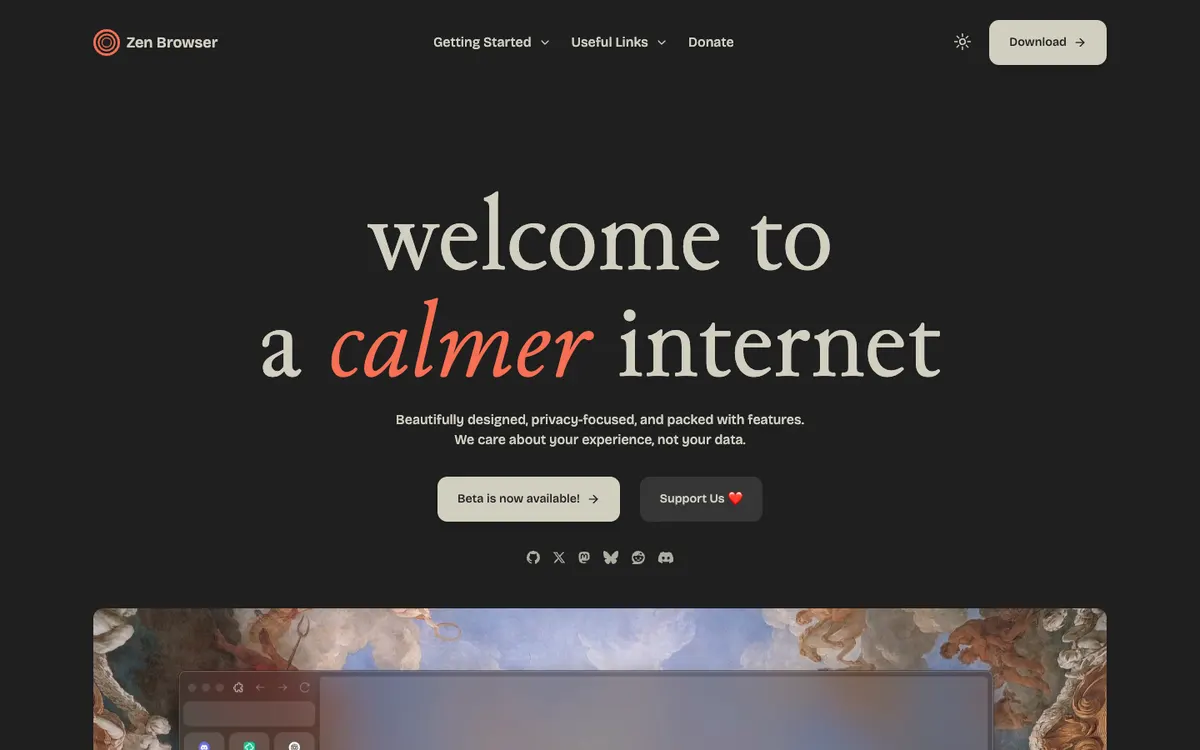 Zen Browser
Getting Started
Useful Links
Donate
Download
welcome to
a calmer internet
Beautifully designed, privacy-focused, and packed with features.
We care about your experience, not your data.
Beta is now available!
Support Us ❤️